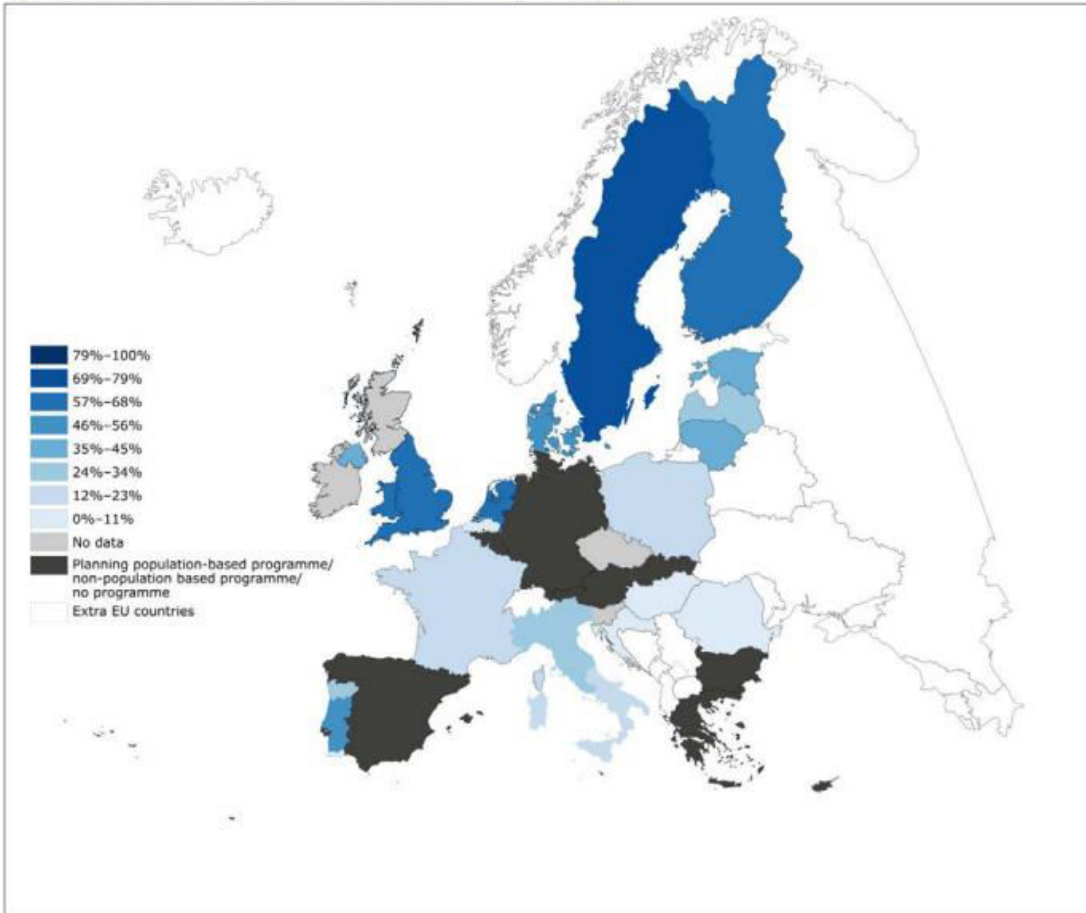 79%–100%
69%–79%
57%–68%
46%–56%
35%–45%
24%–34%
12%–23%
0%–11%
No data
Planning population-based programme/
non-population based programme/
no programme
Extra EU countries